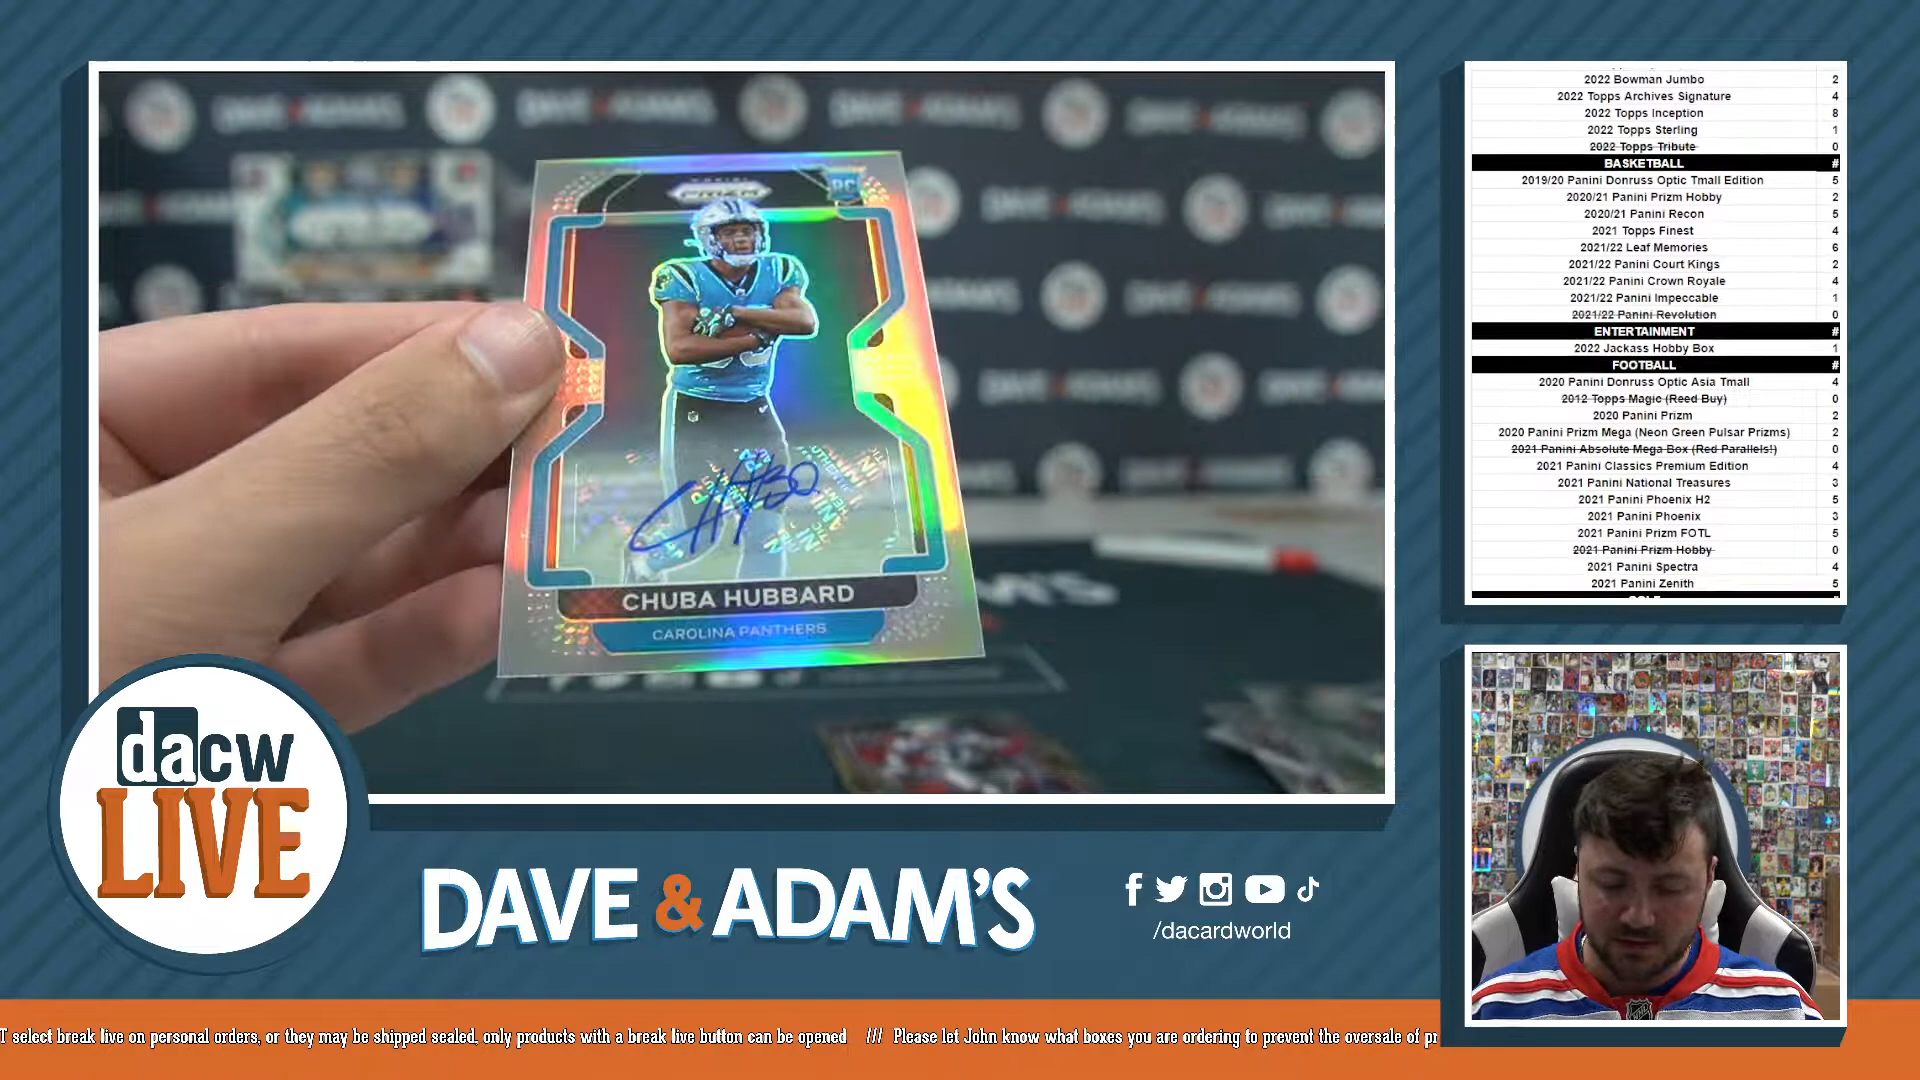 DAVE & ADAM'S
DAVE & ADAM'S
DAVE & ADAM'S
PANINI
PRIZM
RC
CH #30
CHUBA HUBBARD
CAROLINA PANTHERS
dacw
LIVE
DAVE & ADAM'S
/dacardworld
2022 Bowman Jumbo 2
2022 Topps Archives Signature 4
2022 Topps Inception 8
2022 Topps Sterling 1
2022 Topps Tribute 0
BASKETBALL #
2019/20 Panini Donruss Optic Tmall Edition 5
2020/21 Panini Prizm Hobby 2
2020/21 Panini Recon 5
2021 Topps Finest 4
2021/22 Leaf Memories 6
2021/22 Panini Court Kings 2
2021/22 Panini Crown Royale 4
2021/22 Panini Impeccable 1
2021/22 Panini Revolution 0
ENTERTAINMENT #
2022 Jackass Hobby Box 1
FOOTBALL #
2020 Panini Donruss Optic Asia Tmall 4
2012 Topps Magic (Reed Buy) 0
2020 Panini Prizm 2
2020 Panini Prizm Mega (Neon Green Pulsar Prizms) 2
2021 Panini Absolute Mega Box (Red Parallels!) 0
2021 Panini Classics Premium Edition 4
2021 Panini National Treasures 3
2021 Panini Phoenix H2 5
2021 Panini Phoenix 3
2021 Panini Prizm FOTL 5
2021 Panini Prizm Hobby 0
2021 Panini Spectra 4
2021 Panini Zenith 5
T select break live on personal orders, or they may be shipped sealed, only products with a break live button can be opened /// Please let John know what boxes you are ordering to prevent the oversale of pr